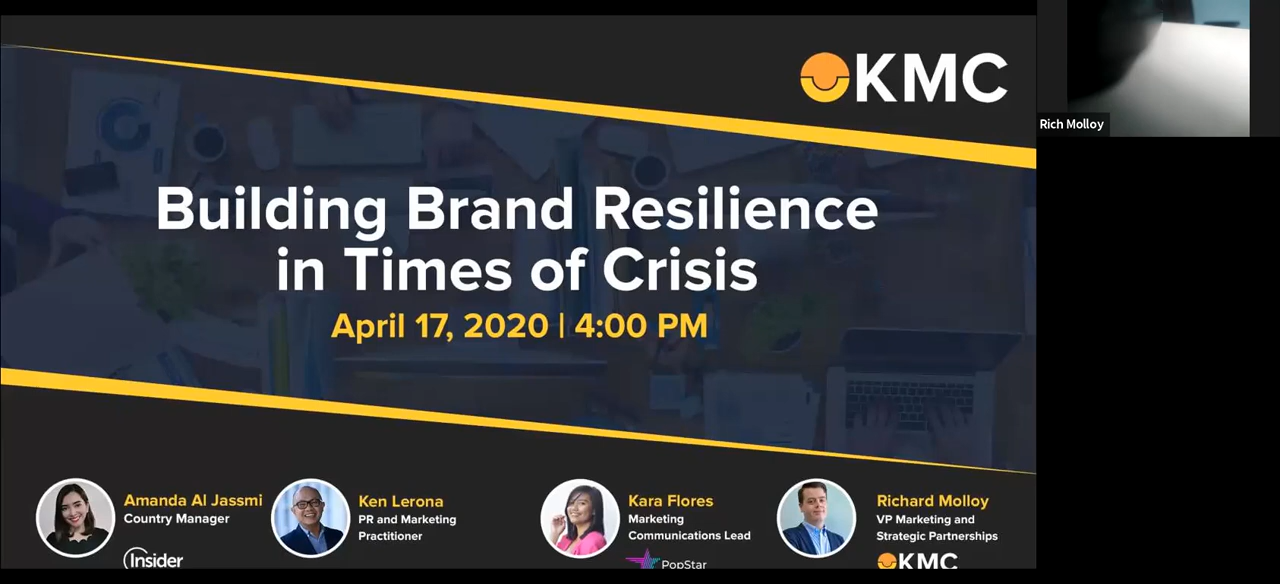 KMC
Rich Molloy
Building Brand Resilience
in Times of Crisis
April 17, 2020 | 4:00 PM
Amanda Al Jassmi
Country Manager
Insider
Ken Lerona
PR and Marketing
Practitioner
Kara Flores
Marketing
Communications Lead
PopStar
Richard Molloy
VP Marketing and
Strategic Partnerships
KMC